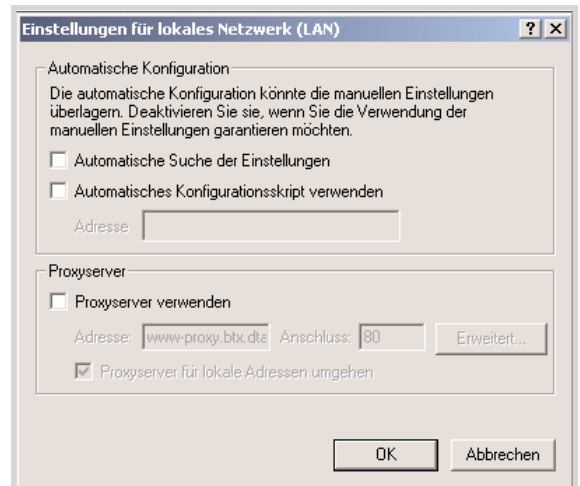 Einstellungen für lokales Netzwerk (LAN)
Automatische Konfiguration
Die automatische Konfiguration könnte die manuellen Einstellungen
überlagern. Deaktivieren Sie sie, wenn Sie die Verwendung der
manuellen Einstellungen garantieren möchten.
Automatische Suche der Einstellungen
Automatisches Konfigurationsskript verwenden
Adresse
Proxyserver
Proxyserver verwenden
Adresse: www-proxy.btx.dta Anschluss: 80 Erweitert...
Proxyserver für lokale Adressen umgehen
OK Abbrechen